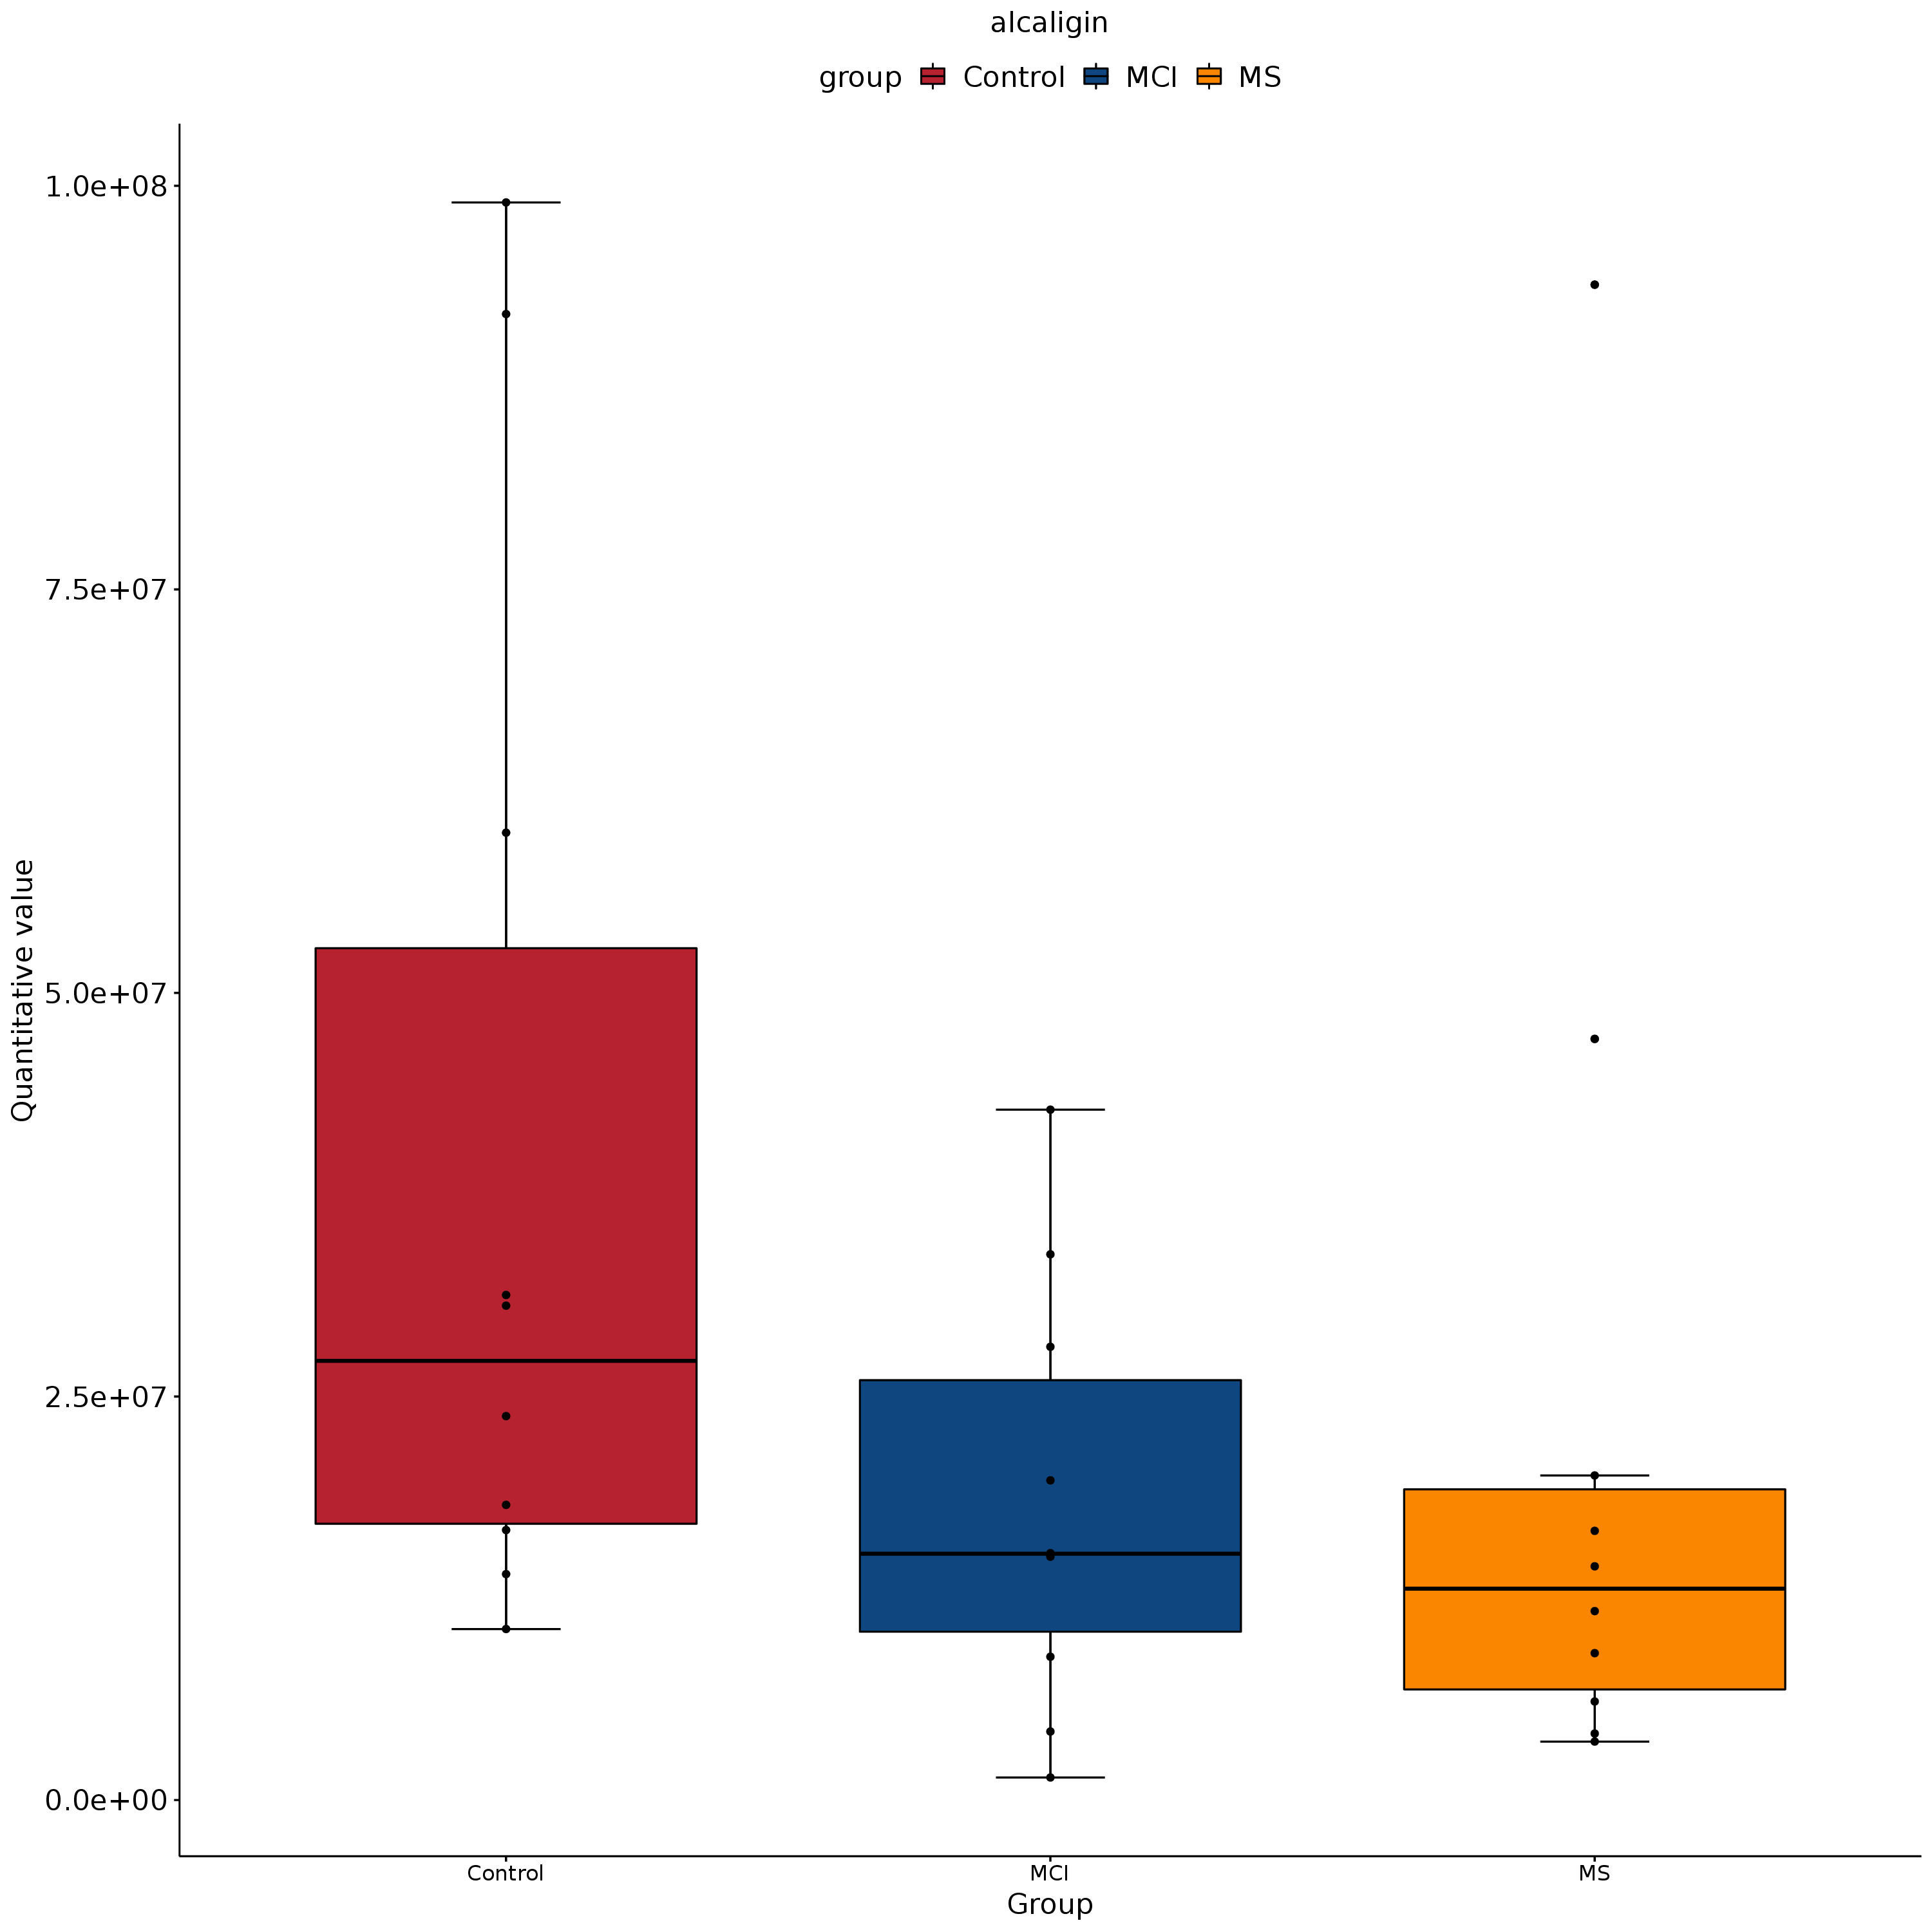 alcaligin
group Control MCI MS
1.0e+08
7.5e+07
5.0e+07
2.5e+07
0.0e+00
Quantitative value
Control MCI MS
Group